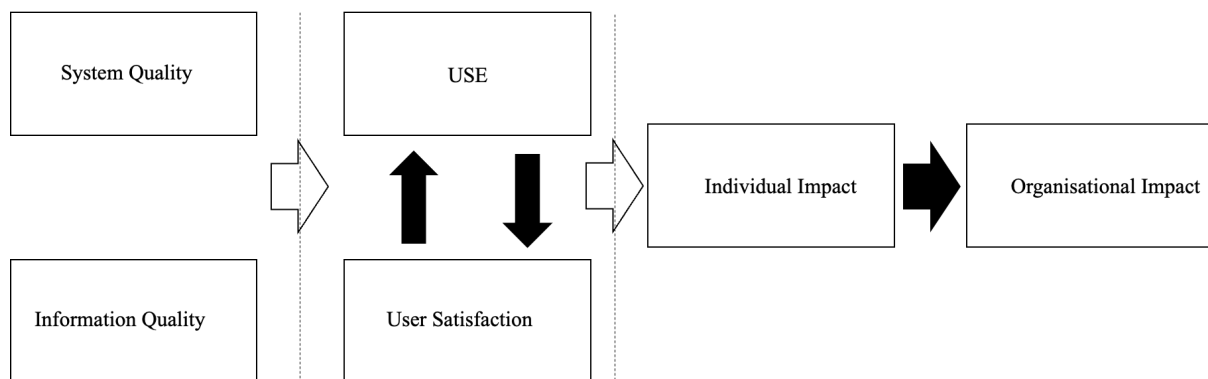 System Quality
USE
Individual Impact
Organisational Impact
Information Quality
User Satisfaction